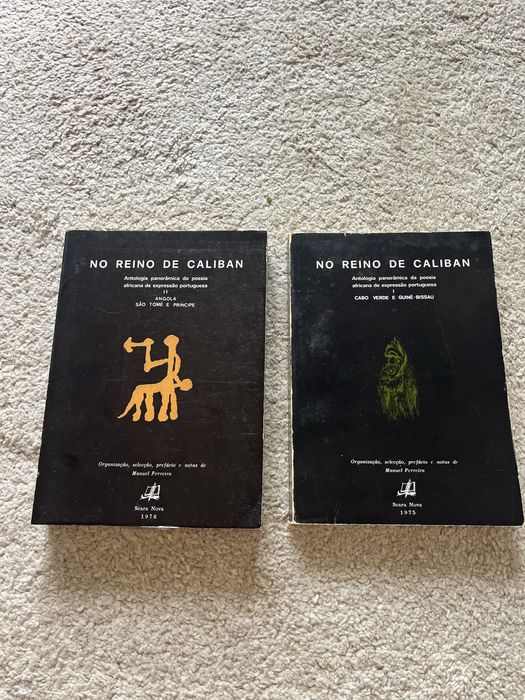 NO REINO DE CALIBAN
Antologia panorâmica da poesia
africana de expressão portuguesa
II
ANGOLA
SÃO TOMÉ E PRÍNCIPE
Organização, selecção, prefácio e notas de
Manuel Ferreira
Seara Nova
1976
NO REINO DE CALIBAN
Antologia panorâmica da poesia
africana de expressão portuguesa
I
CABO VERDE E GUINÉ-BISSAU
Organização, selecção, prefácio e notas de
Manuel Ferreira
Seara Nova
1975